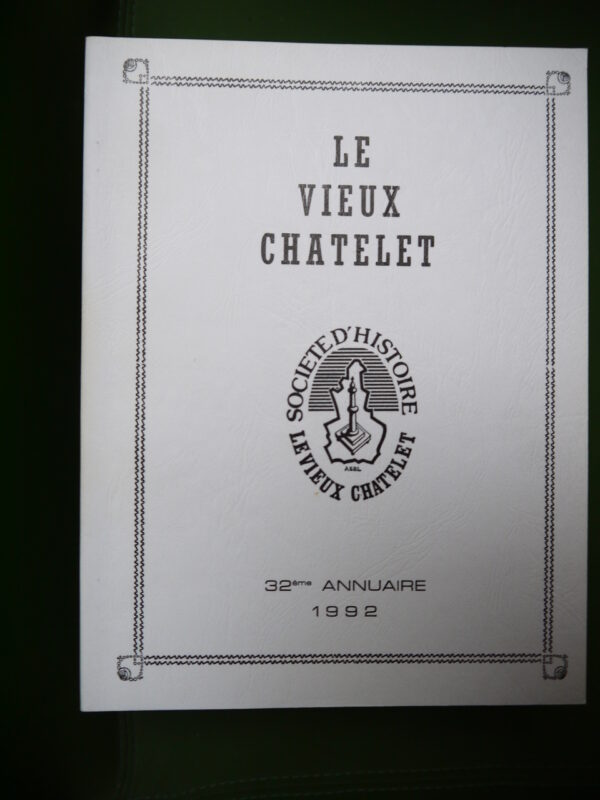 LE
VIEUX
CHATELET
SOCIETE D'HISTOIRE
LE VIEUX CHATELET
ASBL
32ème ANNUAIRE
1992